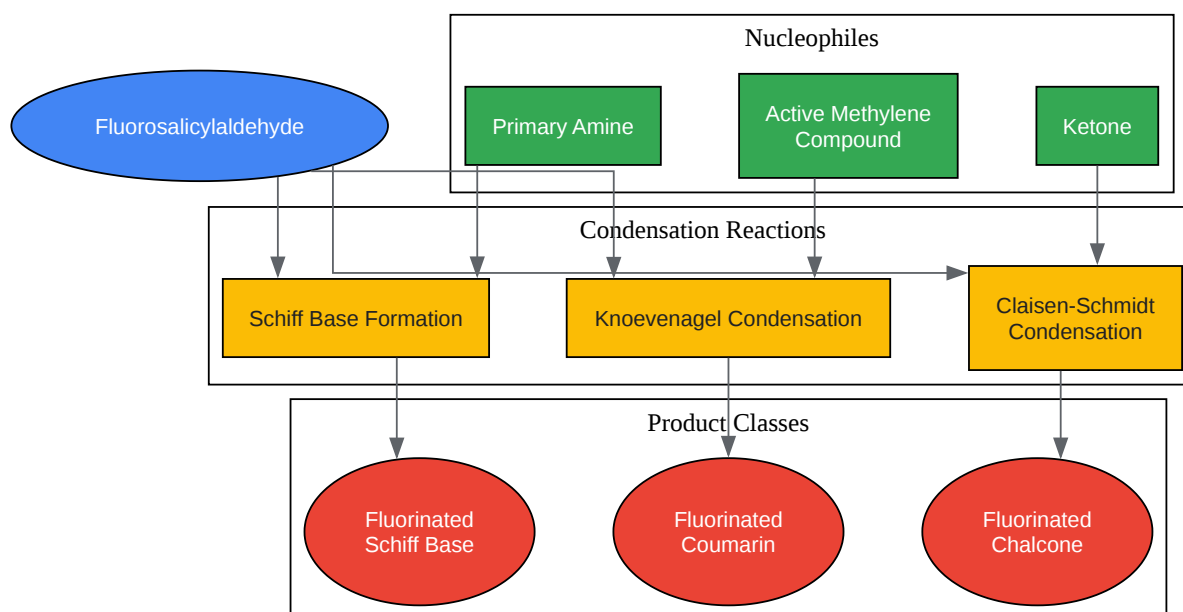 Nucleophiles
Fluorosalicylaldehyde
Primary Amine
Active Methylene
Compound
Ketone
Condensation Reactions
Schiff Base Formation
Knoevenagel Condensation
Claisen-Schmidt
Condensation
Product Classes
Fluorinated
Schiff Base
Fluorinated
Coumarin
Fluorinated
Chalcone